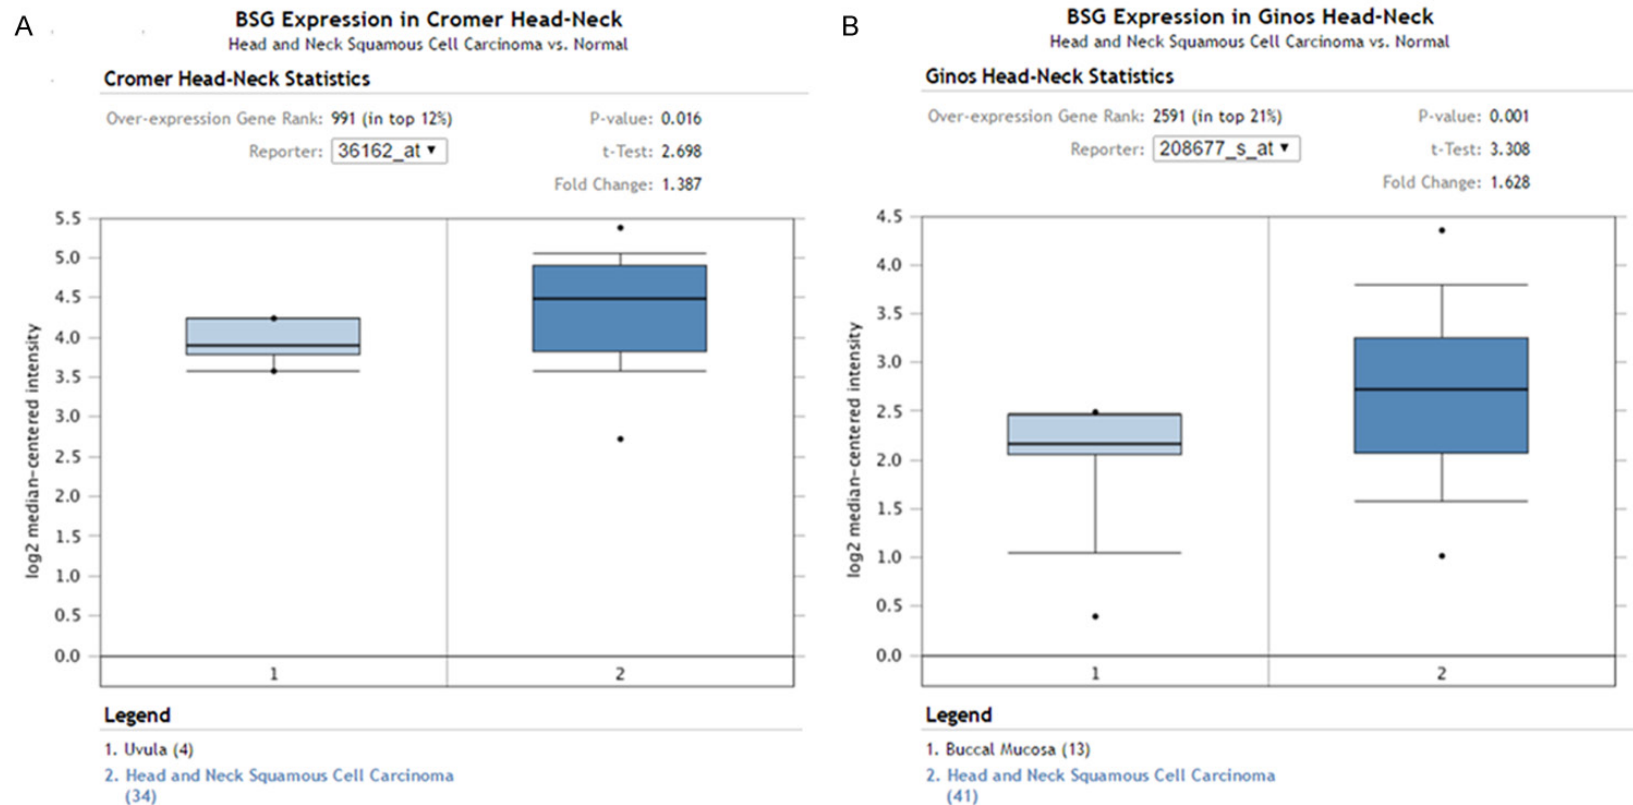 A
BSG Expression in Cromer Head-Neck
Head and Neck Squamous Cell Carcinoma vs. Normal
Cromer Head-Neck Statistics
Over-expression Gene Rank: 991 (in top 12%)
P-value: 0.016
Reporter: 36162_at ▼
t-Test: 2.698
Fold Change: 1.387
log2 median-centered intensity
5.5
5.0
4.5
4.0
3.5
3.0
2.5
2.0
1.5
1.0
0.5
0.0
1
2
Legend
1. Uvula (4)
2. Head and Neck Squamous Cell Carcinoma
(34)
B
BSG Expression in Ginos Head-Neck
Head and Neck Squamous Cell Carcinoma vs. Normal
Ginos Head-Neck Statistics
Over-expression Gene Rank: 2591 (in top 21%)
P-value: 0.001
Reporter: 208677_s_at ▼
t-Test: 3.308
Fold Change: 1.628
log2 median-centered intensity
4.5
4.0
3.5
3.0
2.5
2.0
1.5
1.0
0.5
0.0
1
2
Legend
1. Buccal Mucosa (13)
2. Head and Neck Squamous Cell Carcinoma
(41)